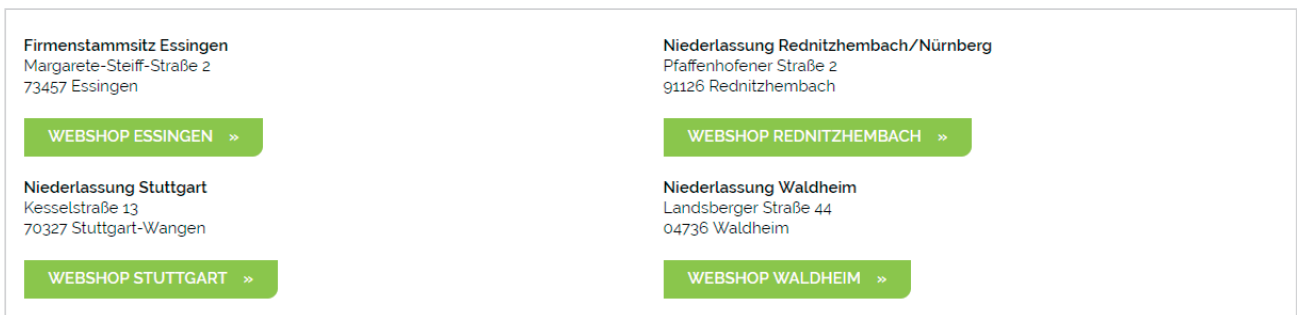 Firmenstammsitz Essingen
Margarete-Steiff-Straße 2
73457 Essingen
WEBSHOP ESSINGEN »
Niederlassung Rednitzhembach/Nürnberg
Pfaffenhofener Straße 2
91126 Rednitzhembach
WEBSHOP REDNITZHEMBACH »
Niederlassung Stuttgart
Kesselstraße 13
70327 Stuttgart-Wangen
WEBSHOP STUTTGART »
Niederlassung Waldheim
Landsberger Straße 44
04736 Waldheim
WEBSHOP WALDHEIM »